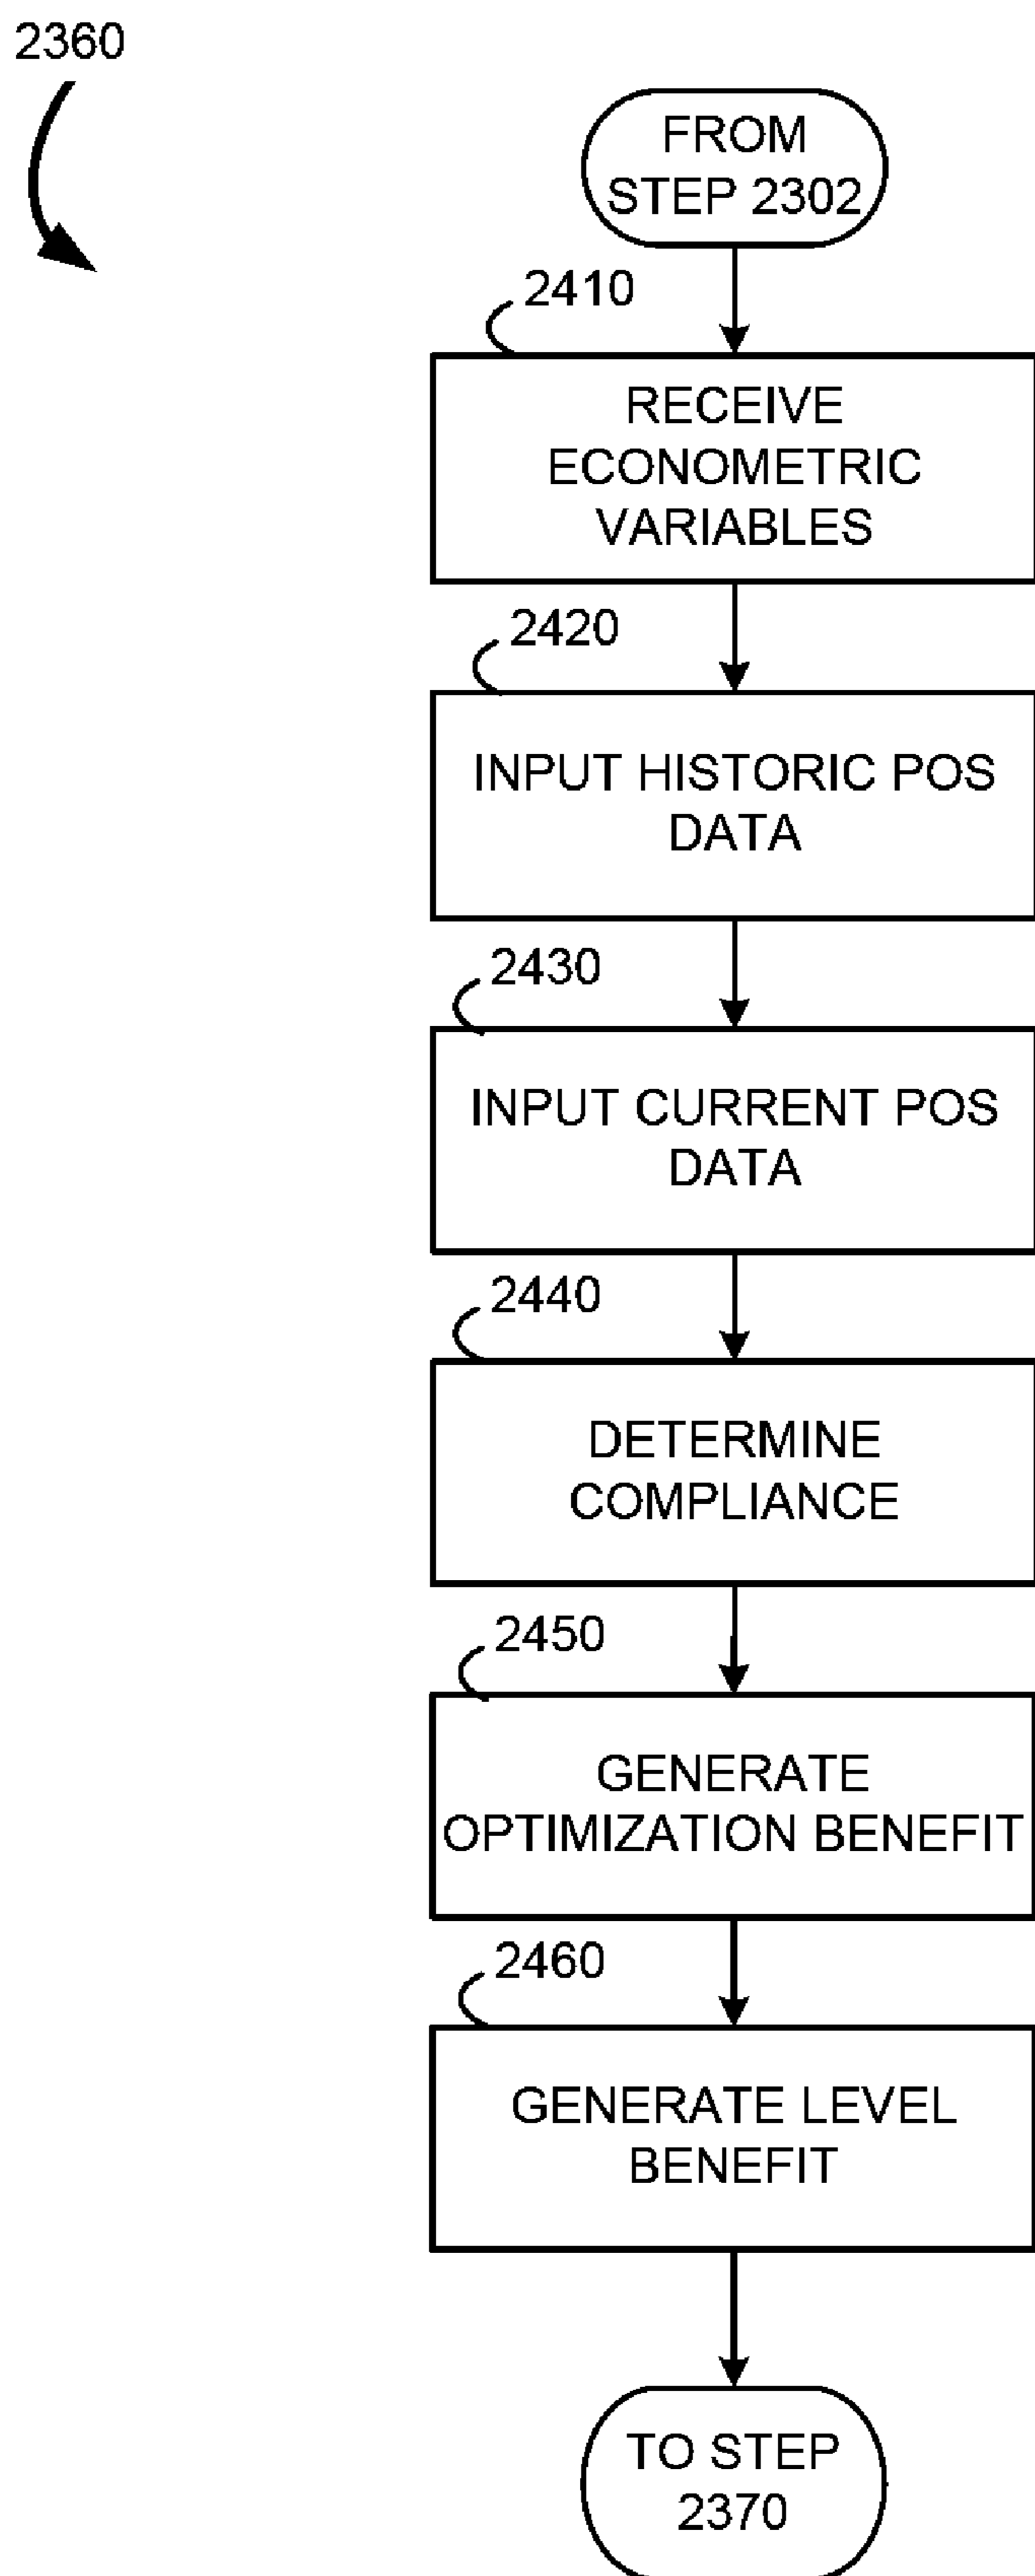 2360
FROM
STEP 2302
2410
RECEIVE
ECONOMETRIC
VARIABLES
2420
INPUT HISTORIC POS
DATA
2430
INPUT CURRENT POS
DATA
2440
DETERMINE
COMPLIANCE
2450
GENERATE
OPTIMIZATION BENEFIT
2460
GENERATE LEVEL
BENEFIT
TO STEP
2370